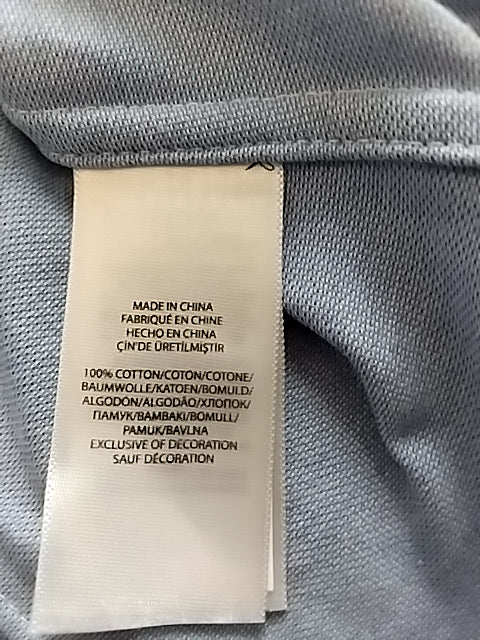 MADE IN CHINA
FABRIQUÉ EN CHINE
HECHO EN CHINA
ÇİN'DE ÜRETİLMİŞTİR
100% COTTON/COTON/COTONE/
BAUMWOLLE/KATOEN/BOMULD/
ALGODÓN/ALGODÃO/ХЛОПОК/
ПАМУК/BAMBAKI/BOMULL/
PAMUK/BAVLNA
EXCLUSIVE OF DECORATION
SAUF DÉCORATION